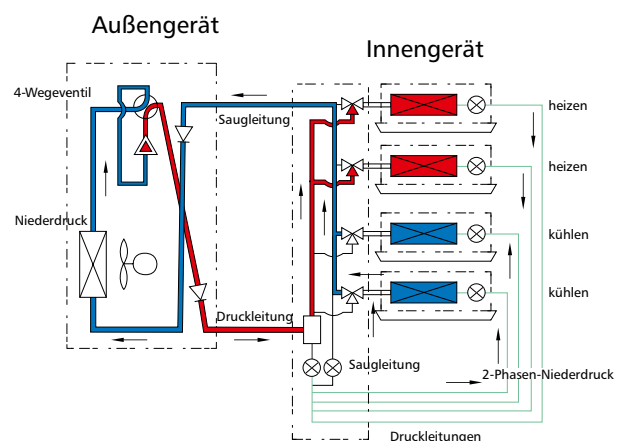 Außengerät
Innengerät
4-Wegeventil
Saugleitung
heizen
heizen
Niederdruck
kühlen
kühlen
Druckleitung
Saugleitung
2-Phasen-Niederdruck
Druckleitungen